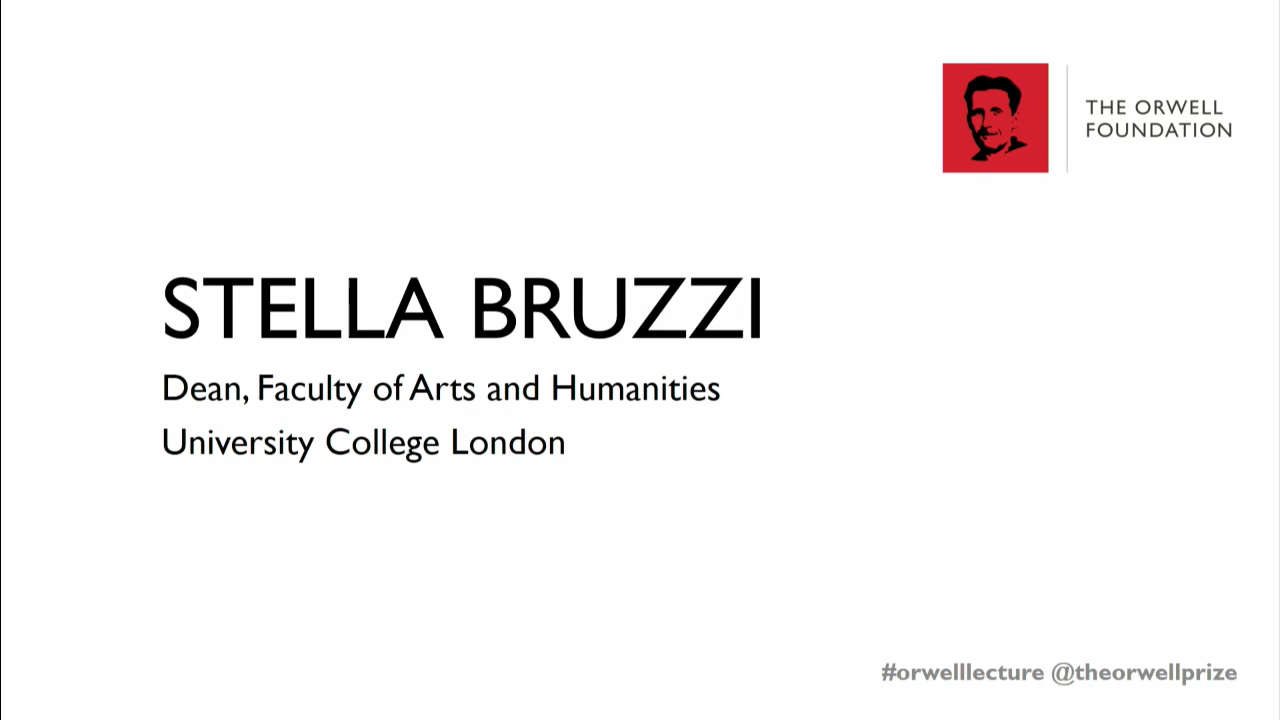 THE ORWELL
FOUNDATION
STELLA BRUZZI
Dean, Faculty of Arts and Humanities
University College London
#orwelllecture @theorwellprize